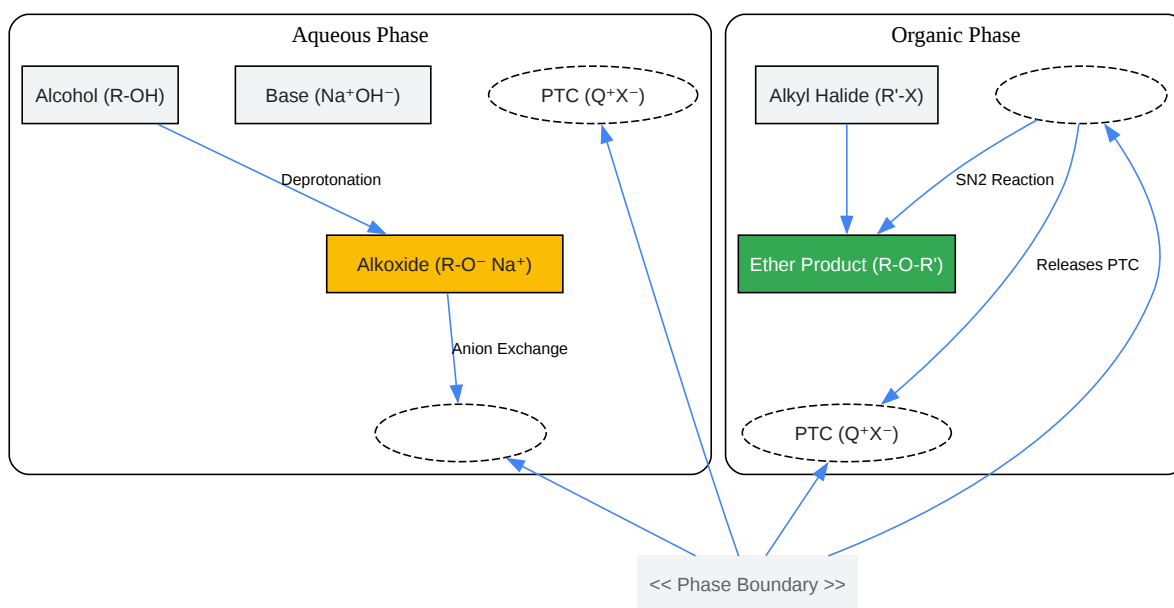 Aqueous Phase
Alcohol (R-OH)
Base (Na⁺OH⁻)
PTC (Q⁺X⁻)
Deprotonation
Alkoxide (R-O⁻ Na⁺)
Anion Exchange
Organic Phase
Alkyl Halide (R'-X)
SN2 Reaction
Ether Product (R-O-R')
Releases PTC
PTC (Q⁺X⁻)
<< Phase Boundary >>